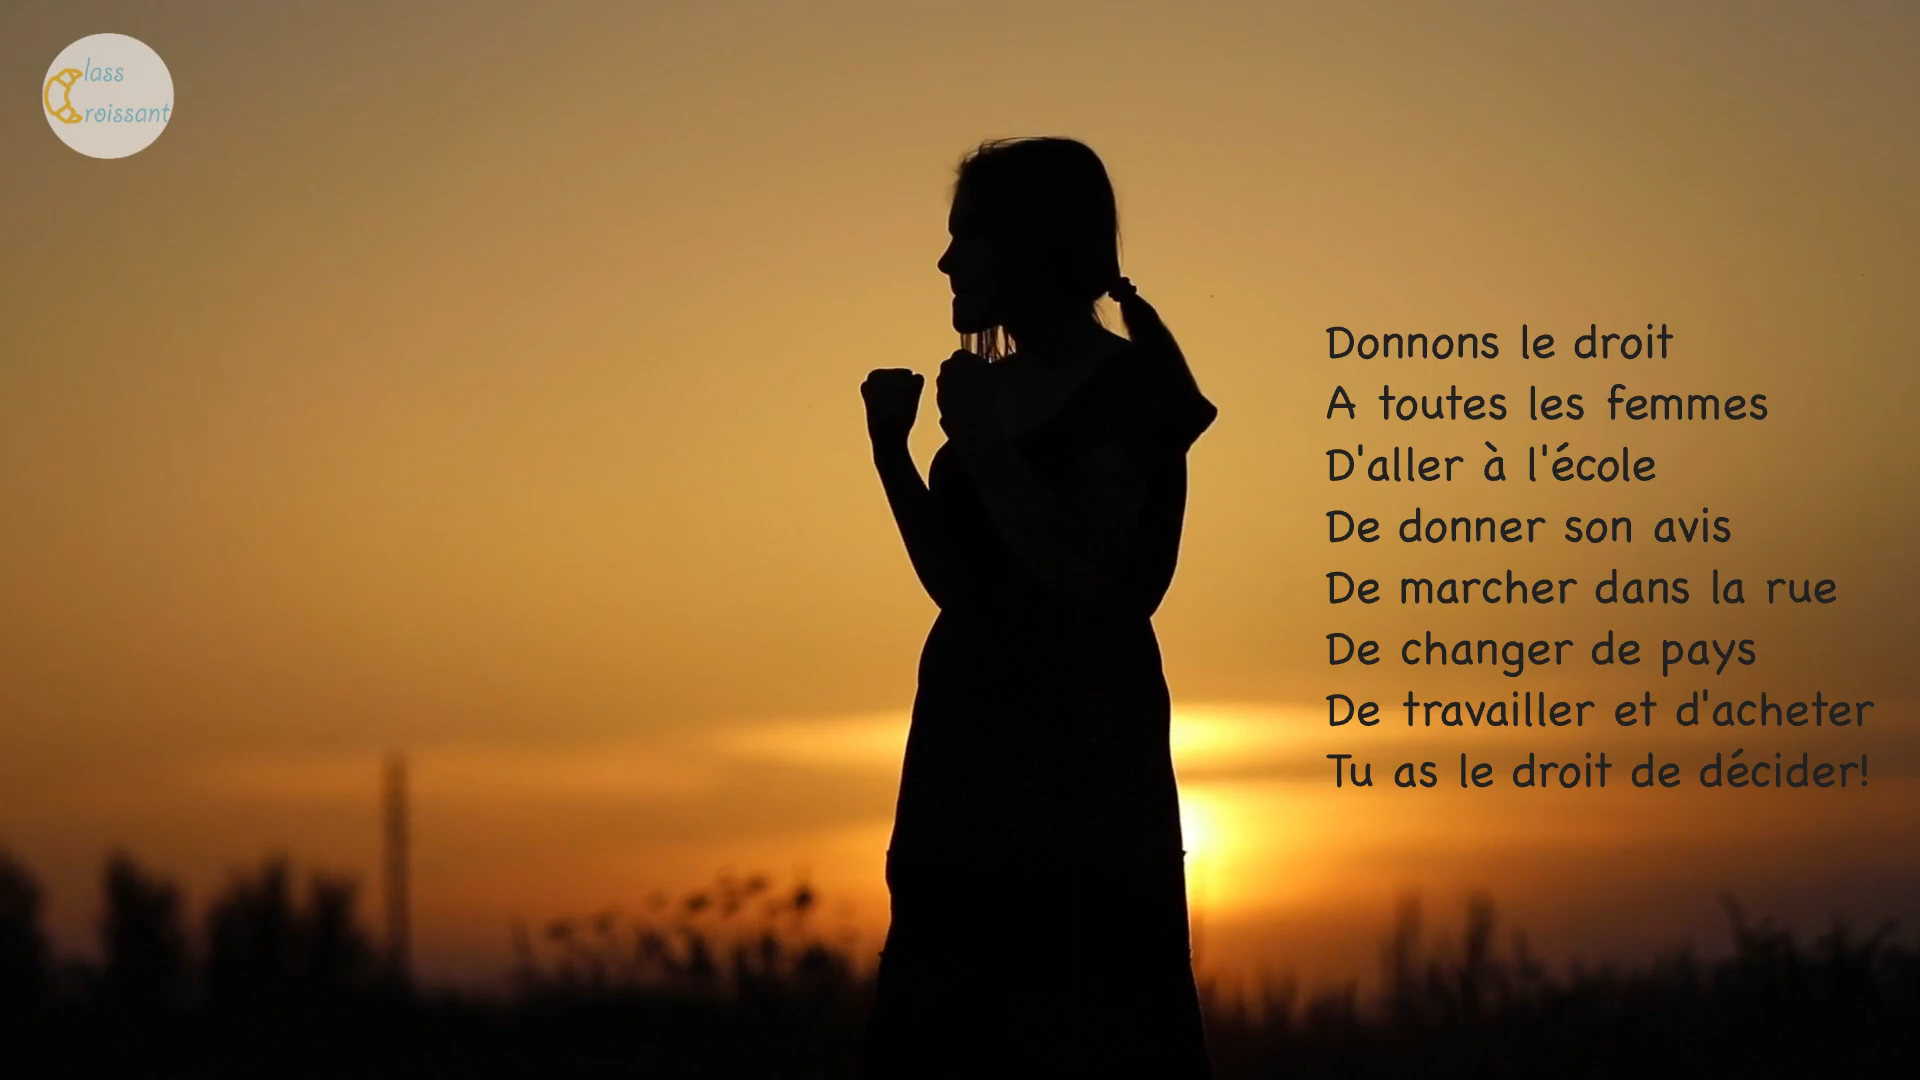 Class
Croissant
Donnons le droit
A toutes les femmes
D'aller à l'école
De donner son avis
De marcher dans la rue
De changer de pays
De travailler et d'acheter
Tu as le droit de décider!